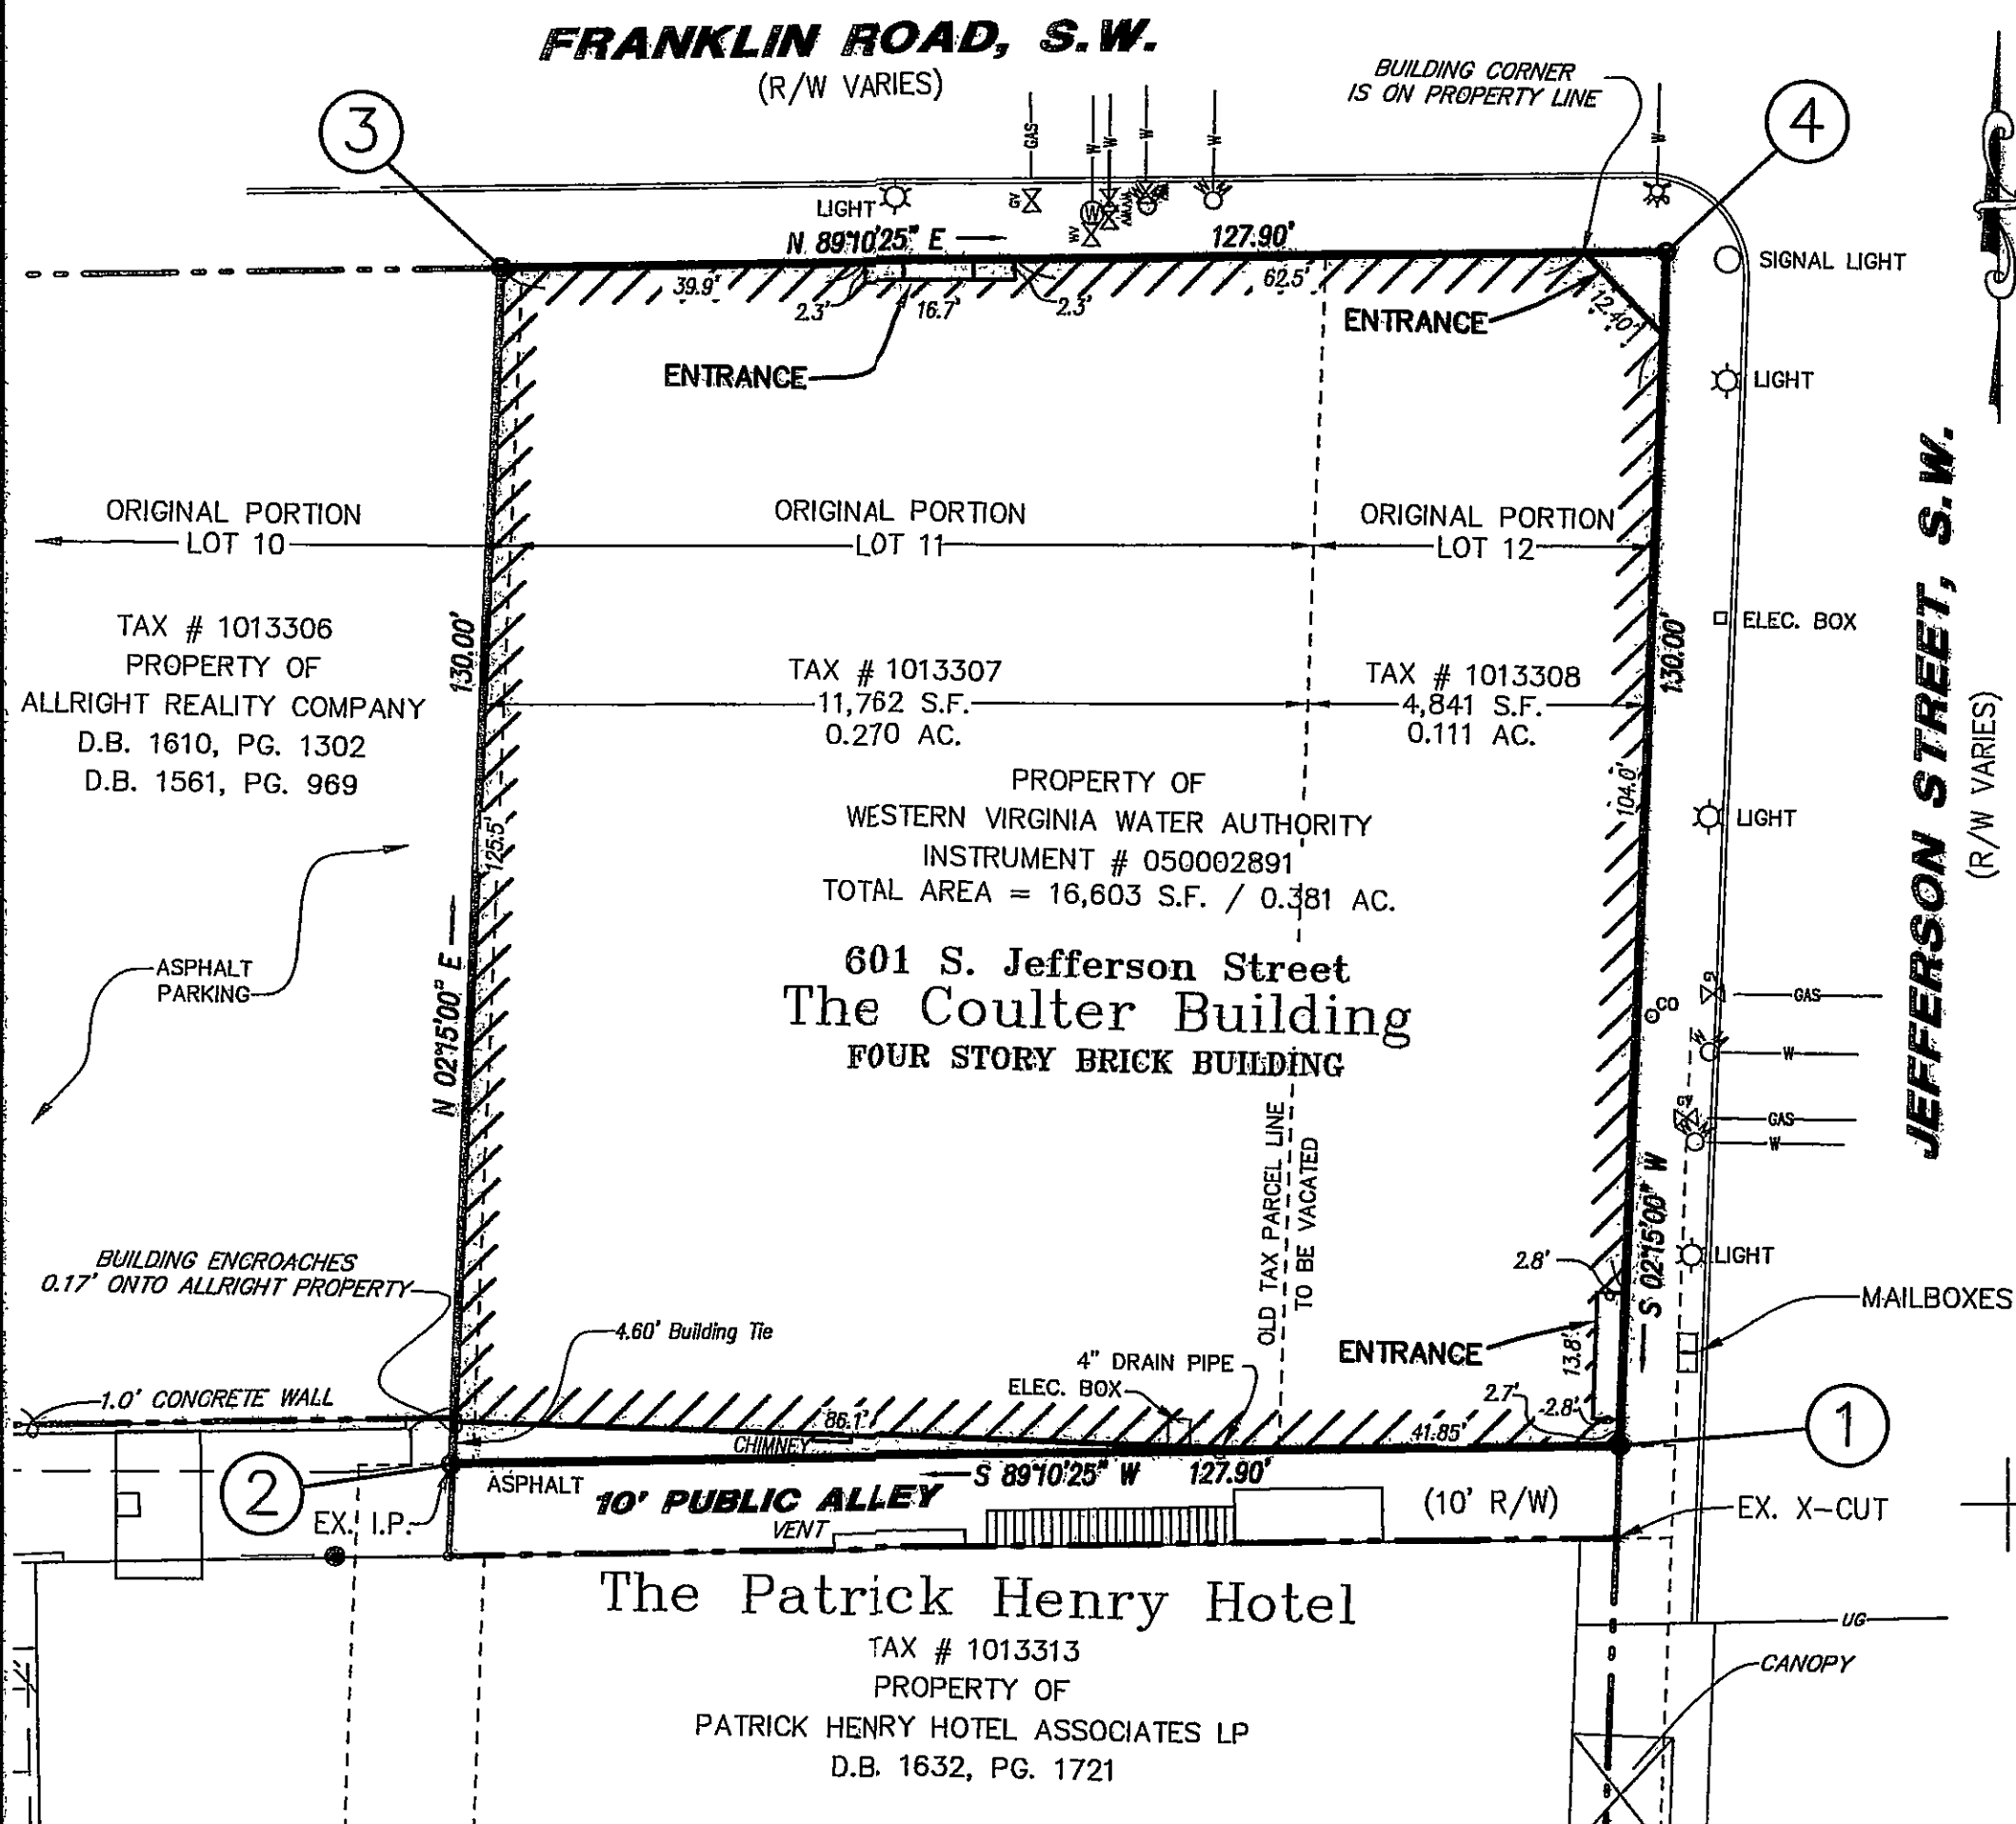 FRANKLIN ROAD, S.W.
(R/W VARIES)
BUILDING CORNER
IS ON PROPERTY LINE
3
4
GAS
W
W
W
W
W
GV
W
WV
LIGHT
N 89°10'25" E
127.90'
SIGNAL LIGHT
39.9'
2.3'
16.7'
2.3'
62.5'
12.40'
ENTRANCE
ENTRANCE
LIGHT
ORIGINAL PORTION
LOT 10
ORIGINAL PORTION
LOT 11
ORIGINAL PORTION
LOT 12
JEFFERSON STREET, S.W.
(R/W VARIES)
ELEC. BOX
TAX # 1013306
PROPERTY OF
ALLRIGHT REALITY COMPANY
D.B. 1610, PG. 1302
D.B. 1561, PG. 969
130.00'
N 02°15'00" E
125.5'
TAX # 1013307
11,762 S.F.
0.270 AC.
TAX # 1013308
4,841 S.F.
0.111 AC.
130.00'
104.0'
S 02°15'00" W
PROPERTY OF
WESTERN VIRGINIA WATER AUTHORITY
INSTRUMENT # 050002891
TOTAL AREA = 16,603 S.F. / 0.381 AC.
LIGHT
601 S. Jefferson Street
The Coulter Building
FOUR STORY BRICK BUILDING
ASPHALT
PARKING
CO
GAS
W
GV
GAS
W
OLD TAX PARCEL LINE
TO BE VACATED
LIGHT
MAILBOXES
BUILDING ENCROACHES
0.17' ONTO ALLRIGHT PROPERTY
2.8'
ENTRANCE
13.8'
4.60' Building Tie
4" DRAIN PIPE
ELEC. BOX
1.0' CONCRETE WALL
2.7'
2.8'
86.1'
CHIMNEY
41.85'
1
2
ASPHALT
S 89°10'25" W
127.90'
10' PUBLIC ALLEY
(10' R/W)
EX. I.P.
VENT
EX. X-CUT
The Patrick Henry Hotel
TAX # 1013313
PROPERTY OF
PATRICK HENRY HOTEL ASSOCIATES LP
D.B. 1632, PG. 1721
UG
CANOPY